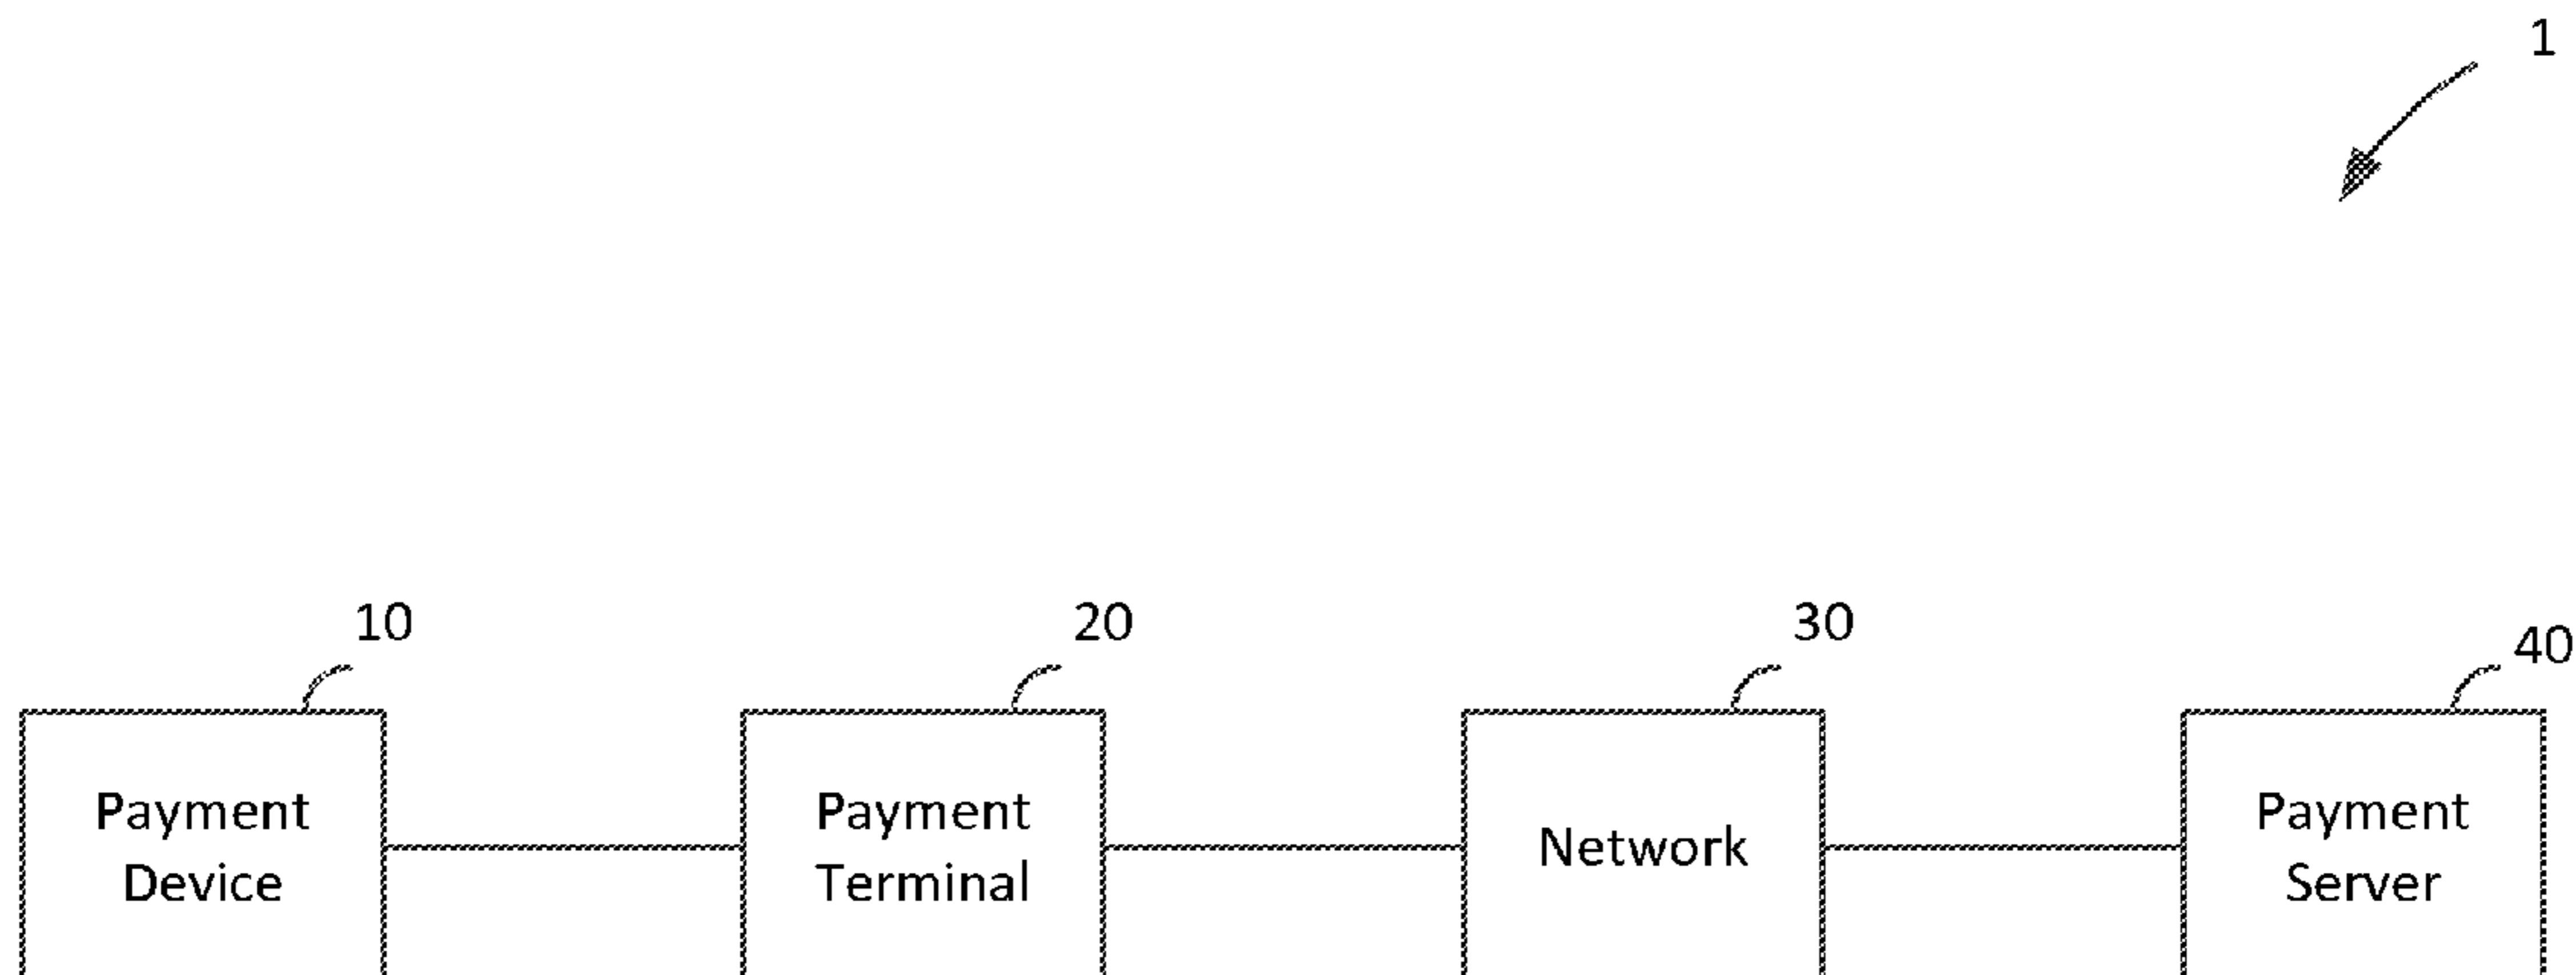 1
10
20
30
40
Payment
Device
Payment
Terminal
Network
Payment
Server